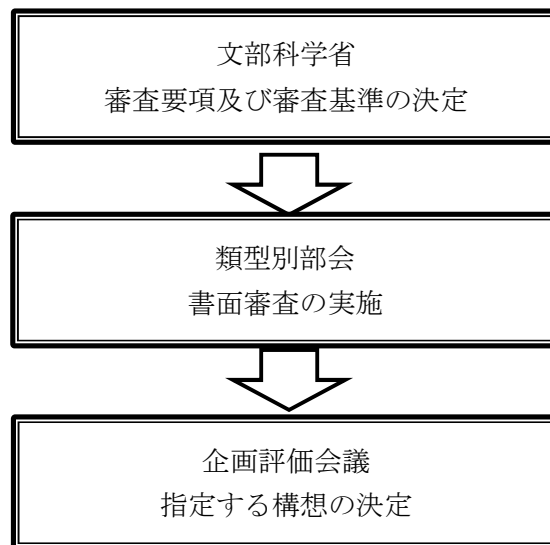 文部科学省
審査要項及び審査基準の決定
類型別部会
書面審査の実施
企画評価会議
指定する構想の決定